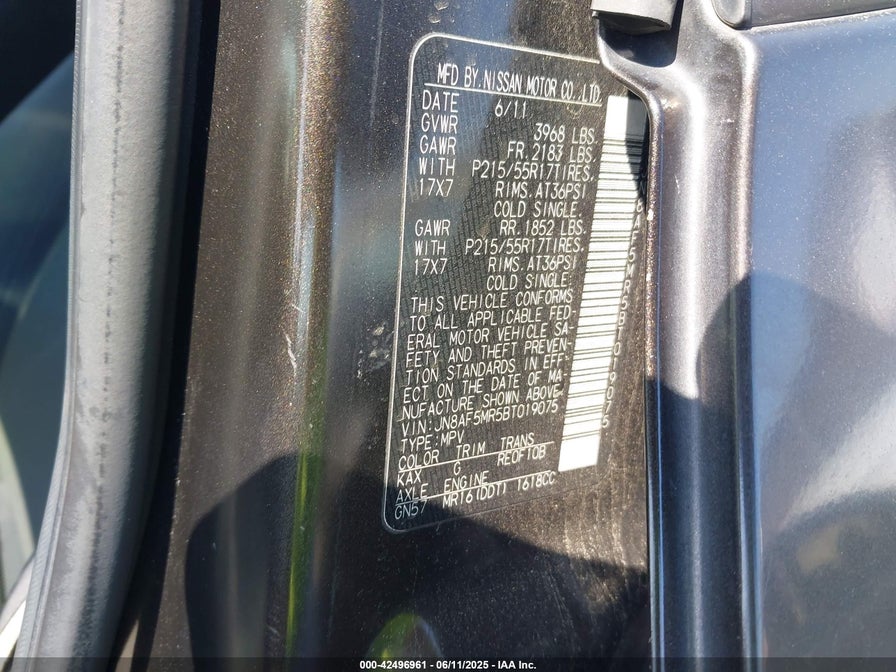 MFD BY.NISSAN MOTOR CO.,LTD.
DATE 6/11
GVWR 3968 LBS.
GAWR FR.2183 LBS.
WITH P215/55R17TIRES,
17X7 RIMS.AT36PSI
COLD SINGLE.
GAWR RR.1852 LBS.
WITH P215/55R17TIRES,
17X7 RIMS.AT36PSI
COLD SINGLE.
THIS VEHICLE CONFORMS
TO ALL APPLICABLE FED-
ERAL MOTOR VEHICLE SA-
FETY AND THEFT PREVEN-
TION STANDARDS IN EFF-
ECT ON THE DATE OF MA-
NUFACTURE SHOWN ABOVE.
VIN:JN8AF5MR5BT019075
TYPE:MPV
COLOR TRIM TRANS
KAX G RE0F10B
AXLE ENGINE
GN57 MR16(DDT) 1618CC
000-42496961 - 06/11/2025 - IAA Inc.